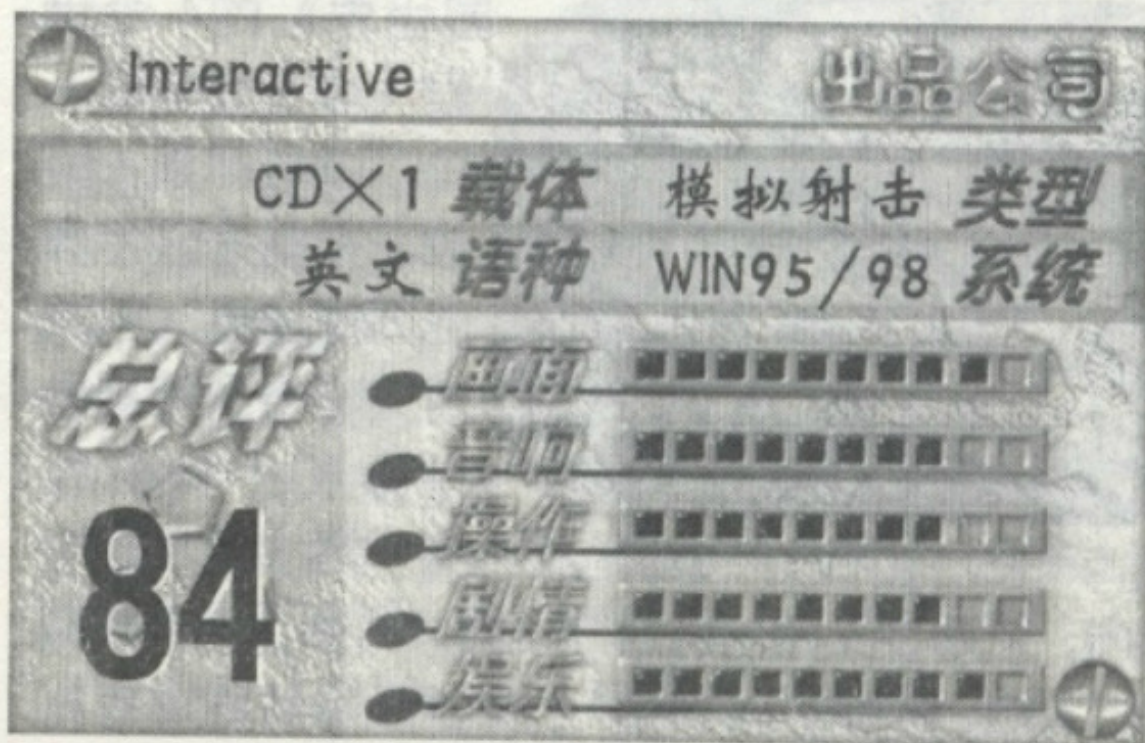 Interactive 出品公司
CD×1 载体 模拟射击 类型
英文 语种 WIN95/98 系统
总评
84
画面
音响
操作
剧情
娱乐